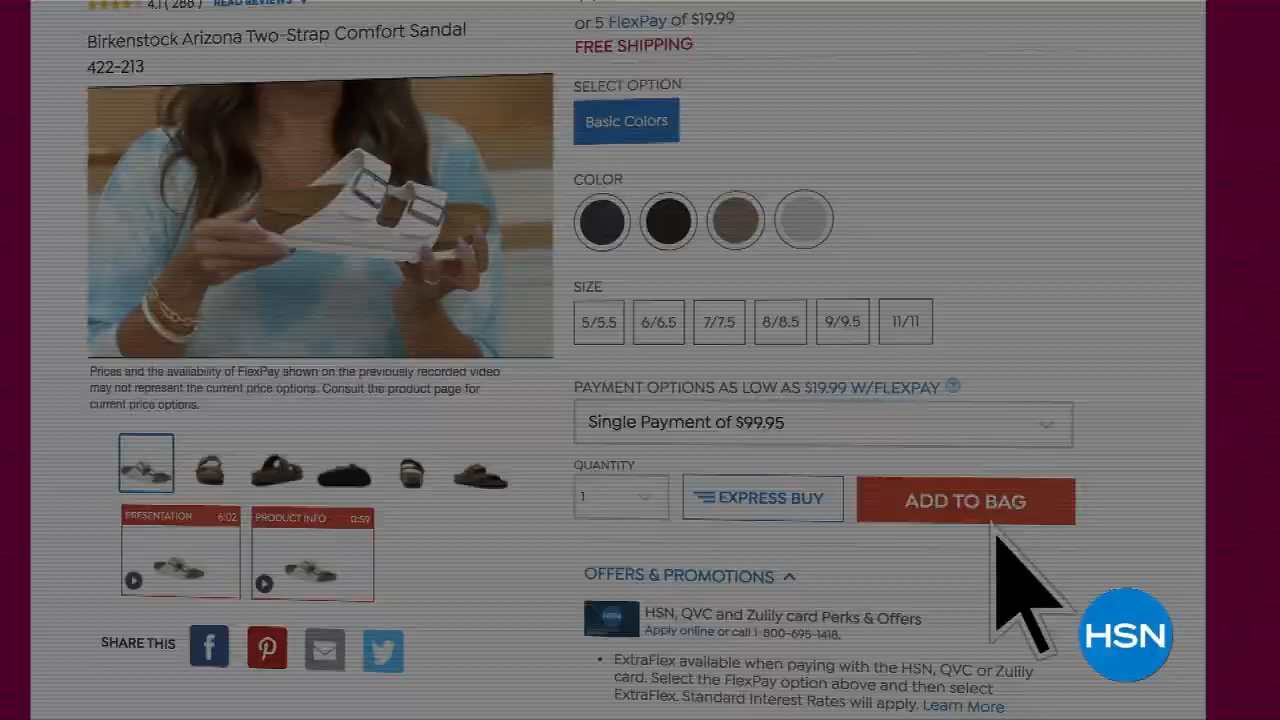 4.1 ( 288 ) READ REVIEWS
Birkenstock Arizona Two-Strap Comfort Sandal
422-213
Prices and the availability of FlexPay shown on the previously recorded video
may not represent the current price options. Consult the product page for
current price options.
PRESENTATION 6:02
PRODUCT INFO 0:59
SHARE THIS
or 5 FlexPay of $19.99
FREE SHIPPING
SELECT OPTION
Basic Colors
COLOR
SIZE
5/5.5 6/6.5 7/7.5 8/8.5 9/9.5 11/11
PAYMENT OPTIONS AS LOW AS $19.99 W/FLEXPAY ?
Single Payment of $99.95
QUANTITY
1 EXPRESS BUY ADD TO BAG
OFFERS & PROMOTIONS
HSN, QVC and Zulily card Perks & Offers
Apply online or call 1-800-695-1418.
• ExtraFlex available when paying with the HSN, QVC or Zulily
card. Select the FlexPay option above and then select
ExtraFlex. Standard Interest Rates will apply. Learn More
HSN